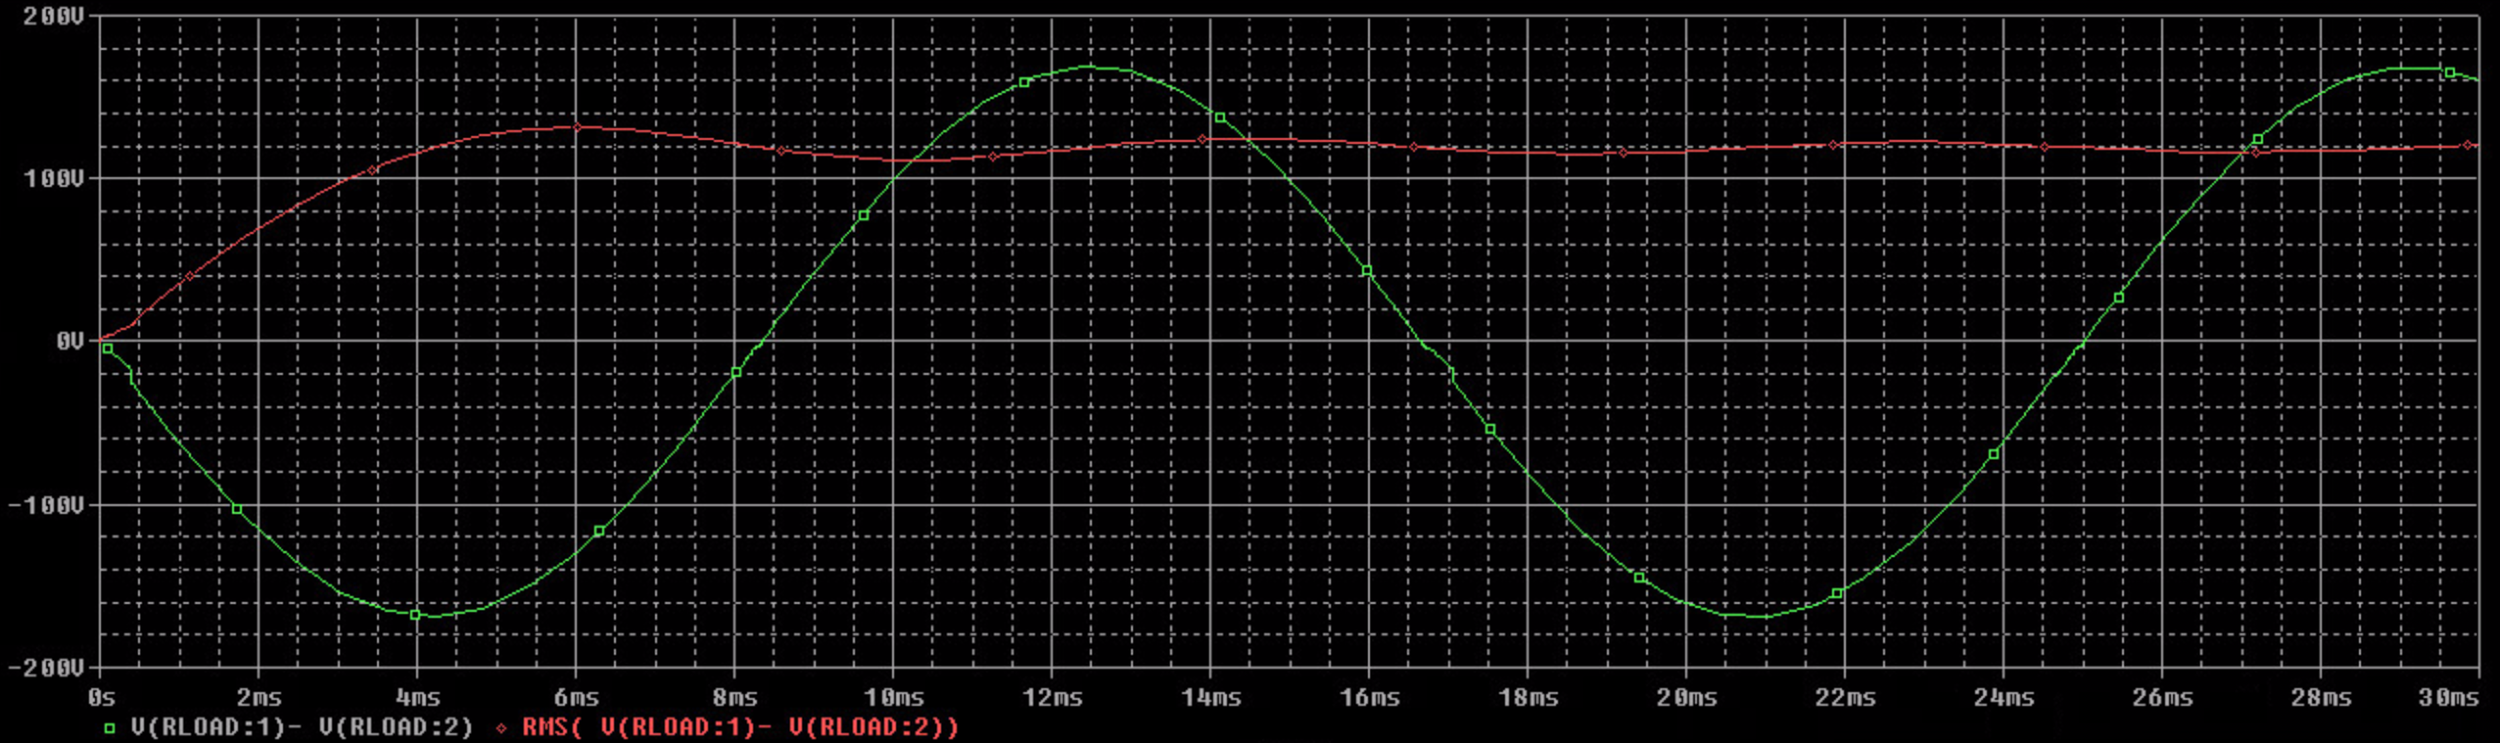 200V
100V
0V
-100V
-200V
0s 2ms 4ms 6ms 8ms 10ms 12ms 14ms 16ms 18ms 20ms 22ms 24ms 26ms 28ms 30ms
V(RLOAD:1)- V(RLOAD:2) RMS( V(RLOAD:1)- V(RLOAD:2))